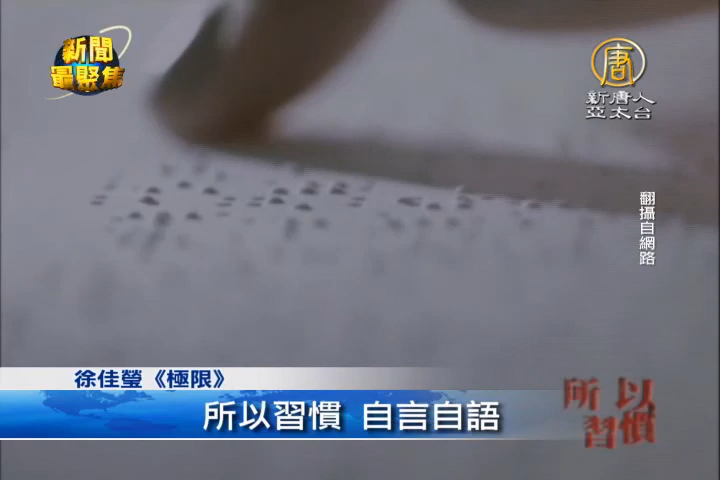 新聞
最聚焦
唐
新唐人
亞太台
翻攝自網路
徐佳瑩《極限》
所以習慣 自言自語
所以
習慣